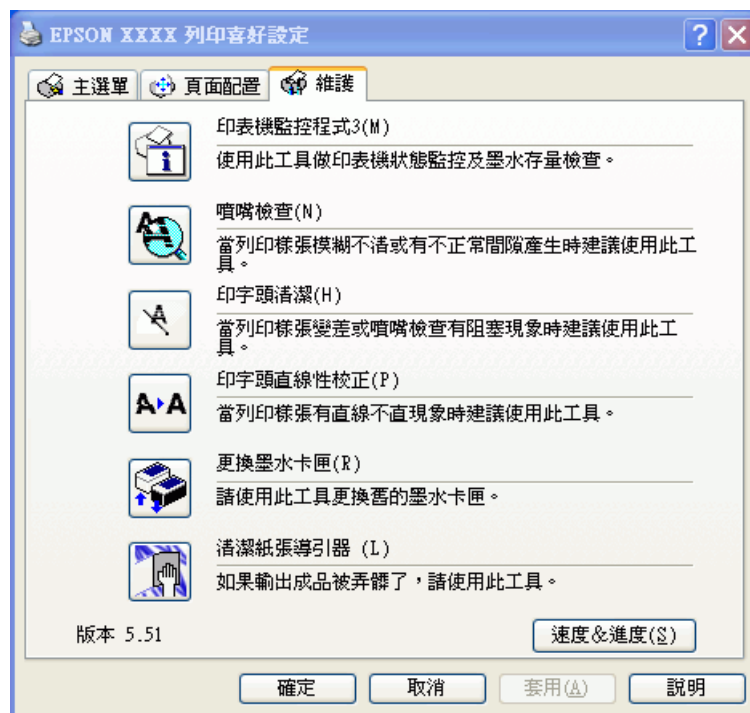 EPSON XXXX 列印喜好設定
主選單 頁面配置 維護
印表機監控程式3(M)
使用此工具做印表機狀態監控及墨水存量檢查。
噴嘴檢查(N)
當列印樣張模糊不清或有不正常間隙產生時建議使用此工
具。
印字頭清潔(H)
當列印樣張變差或噴嘴檢查有阻塞現象時建議使用此工
具。
印字頭直線性校正(P)
當列印樣張有直線不直現象時建議使用此工具。
更換墨水卡匣(R)
請使用此工具更換舊的墨水卡匣。
清潔紙張導引器 (L)
如果輸出成品被弄髒了，請使用此工具。
版本 5.51
速度&進度(S)
確定 取消 套用(A) 說明